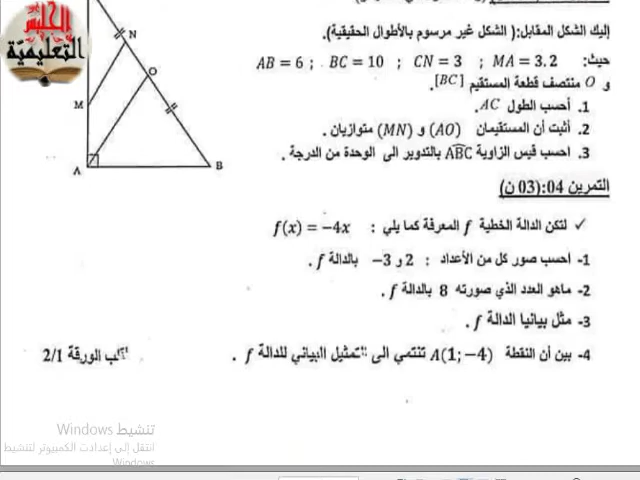 الجليس
التعليمية
إليك الشكل المقابل:( الشكل غير مرسوم بالأطوال الحقيقية).
حيث: AB = 6 ; BC = 10 ; CN = 3 ; MA = 3.2
و O منتصف قطعة المستقيم [BC].
1. أحسب الطول AC.
2. أثبت أن المستقيمان (AO) و (MN) متوازيان .
3. احسب قيس الزاوية ABC بالتدوير الى الوحدة من الدرجة .
N
O
M
A
B
التمرين 04:(03 ن)
✓ لتكن الدالة الخطية f المعرفة كما يلي : f(x) = −4x
1- احسب صور كل من الأعداد : 2 و 3− بالدالة f .
2- ماهو العدد الذي صورته 8 بالدالة f .
3- مثل بيانيا الدالة f .
4- بين أن النقطة A(1; −4) تنتمي الى التمثيل البياني للدالة f .
الورقة 2/1
تنشيط Windows
انتقل إلى إعدادت الكمبيوتر لتنشيط
Windows